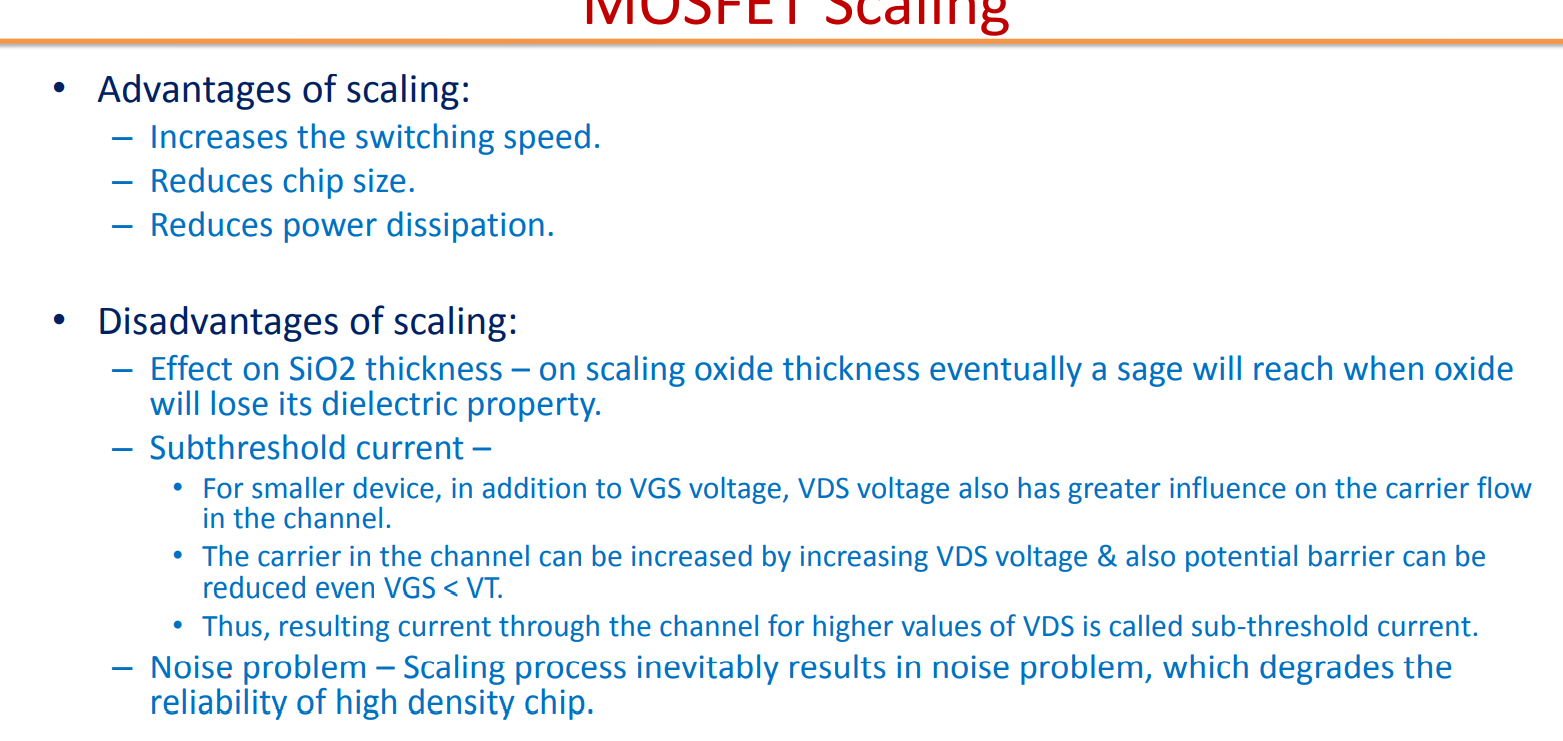 MOSFET Scaling
• Advantages of scaling:
– Increases the switching speed.
– Reduces chip size.
– Reduces power dissipation.
• Disadvantages of scaling:
– Effect on SiO2 thickness – on scaling oxide thickness eventually a sage will reach when oxide
will lose its dielectric property.
– Subthreshold current –
• For smaller device, in addition to VGS voltage, VDS voltage also has greater influence on the carrier flow
in the channel.
• The carrier in the channel can be increased by increasing VDS voltage & also potential barrier can be
reduced even VGS < VT.
• Thus, resulting current through the channel for higher values of VDS is called sub-threshold current.
– Noise problem – Scaling process inevitably results in noise problem, which degrades the
reliability of high density chip.